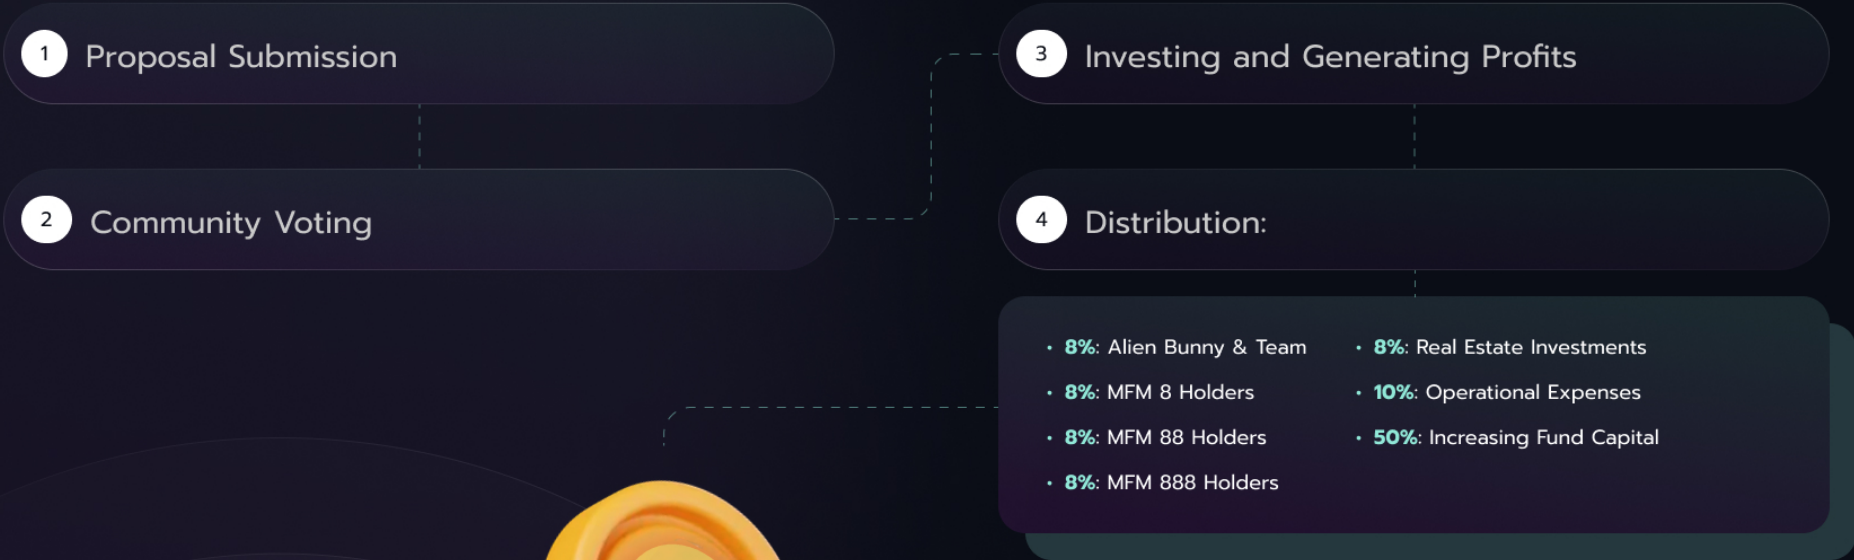 1 Proposal Submission
2 Community Voting
3 Investing and Generating Profits
4 Distribution:
• 8%: Alien Bunny & Team
• 8%: MFM 8 Holders
• 8%: MFM 88 Holders
• 8%: MFM 888 Holders
• 8%: Real Estate Investments
• 10%: Operational Expenses
• 50%: Increasing Fund Capital